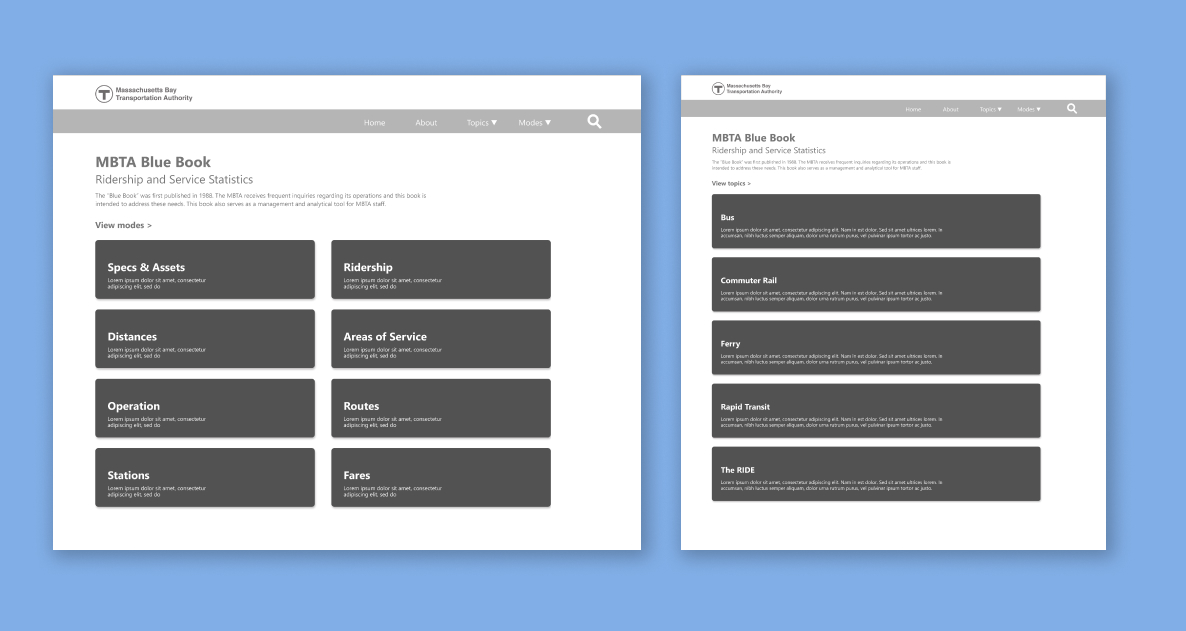 Massachusetts Bay
Transportation Authority
Home About Topics ▼ Modes ▼
MBTA Blue Book
Ridership and Service Statistics
The "Blue Book" was first published in 1988. The MBTA receives frequent inquiries regarding its operations and this book is
intended to address these needs. This book also serves as a management and analytical tool for MBTA staff.
View modes >
Specs & Assets
Lorem ipsum dolor sit amet, consectetur
adipiscing elit, sed do
Ridership
Lorem ipsum dolor sit amet, consectetur
adipiscing elit, sed do
Distances
Lorem ipsum dolor sit amet, consectetur
adipiscing elit, sed do
Areas of Service
Lorem ipsum dolor sit amet, consectetur
adipiscing elit, sed do
Operation
Lorem ipsum dolor sit amet, consectetur
adipiscing elit, sed do
Routes
Lorem ipsum dolor sit amet, consectetur
adipiscing elit, sed do
Stations
Lorem ipsum dolor sit amet, consectetur
adipiscing elit, sed do
Fares
Lorem ipsum dolor sit amet, consectetur
adipiscing elit, sed do
Massachusetts Bay
Transportation Authority
Home About Topics ▼ Modes ▼
MBTA Blue Book
Ridership and Service Statistics
The "Blue Book" was first published in 1988. The MBTA receives frequent inquiries regarding its operations and this book is
intended to address these needs. This book also serves as a management and analytical tool for MBTA staff.
View topics >
Bus
Lorem ipsum dolor sit amet, consectetur adipiscing elit. Nam in est dolor. Sed sit amet ultrices lorem. In
accumsan, nibh luctus semper aliquam, dolor urna rutrum purus, vel pulvinar ipsum tortor ac justo.
Commuter Rail
Lorem ipsum dolor sit amet, consectetur adipiscing elit. Nam in est dolor. Sed sit amet ultrices lorem. In
accumsan, nibh luctus semper aliquam, dolor urna rutrum purus, vel pulvinar ipsum tortor ac justo.
Ferry
Lorem ipsum dolor sit amet, consectetur adipiscing elit. Nam in est dolor. Sed sit amet ultrices lorem. In
accumsan, nibh luctus semper aliquam, dolor urna rutrum purus, vel pulvinar ipsum tortor ac justo.
Rapid Transit
Lorem ipsum dolor sit amet, consectetur adipiscing elit. Nam in est dolor. Sed sit amet ultrices lorem. In
accumsan, nibh luctus semper aliquam, dolor urna rutrum purus, vel pulvinar ipsum tortor ac justo.
The RIDE
Lorem ipsum dolor sit amet, consectetur adipiscing elit. Nam in est dolor. Sed sit amet ultrices lorem. In
accumsan, nibh luctus semper aliquam, dolor urna rutrum purus, vel pulvinar ipsum tortor ac justo.